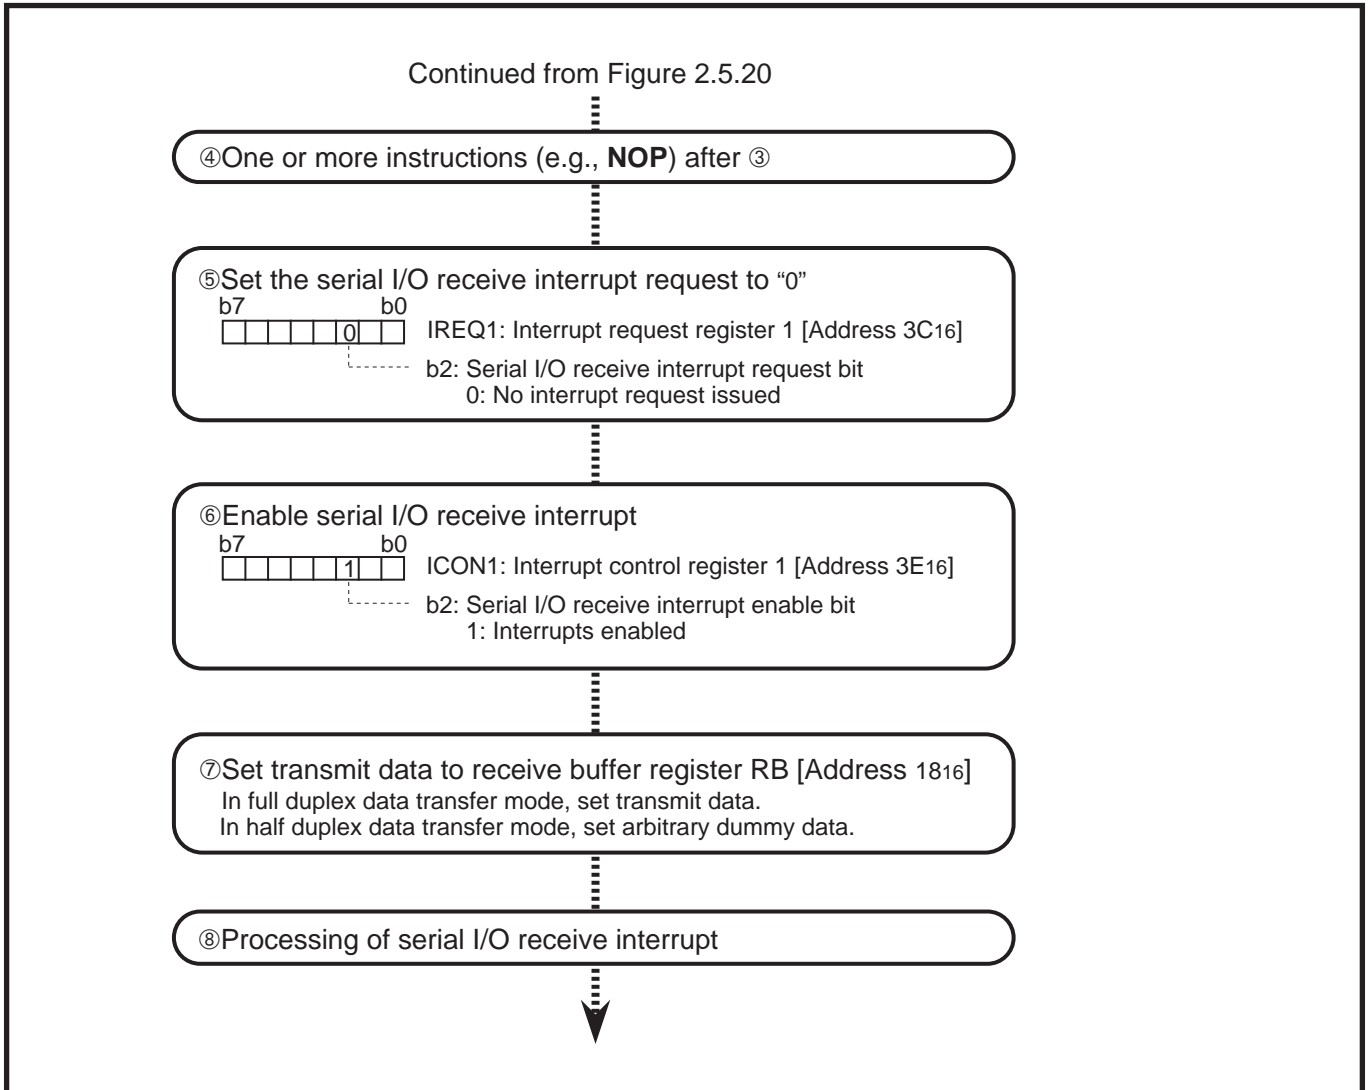 Continued from Figure 2.5.20
④One or more instructions (e.g., NOP) after ③
⑤Set the serial I/O receive interrupt request to “0”
b7 b0
0 IREQ1: Interrupt request register 1 [Address 3C16]
b2: Serial I/O receive interrupt request bit
0: No interrupt request issued
⑥Enable serial I/O receive interrupt
b7 b0
1 ICON1: Interrupt control register 1 [Address 3E16]
b2: Serial I/O receive interrupt enable bit
1: Interrupts enabled
⑦Set transmit data to receive buffer register RB [Address 1816]
In full duplex data transfer mode, set transmit data.
In half duplex data transfer mode, set arbitrary dummy data.
⑧Processing of serial I/O receive interrupt